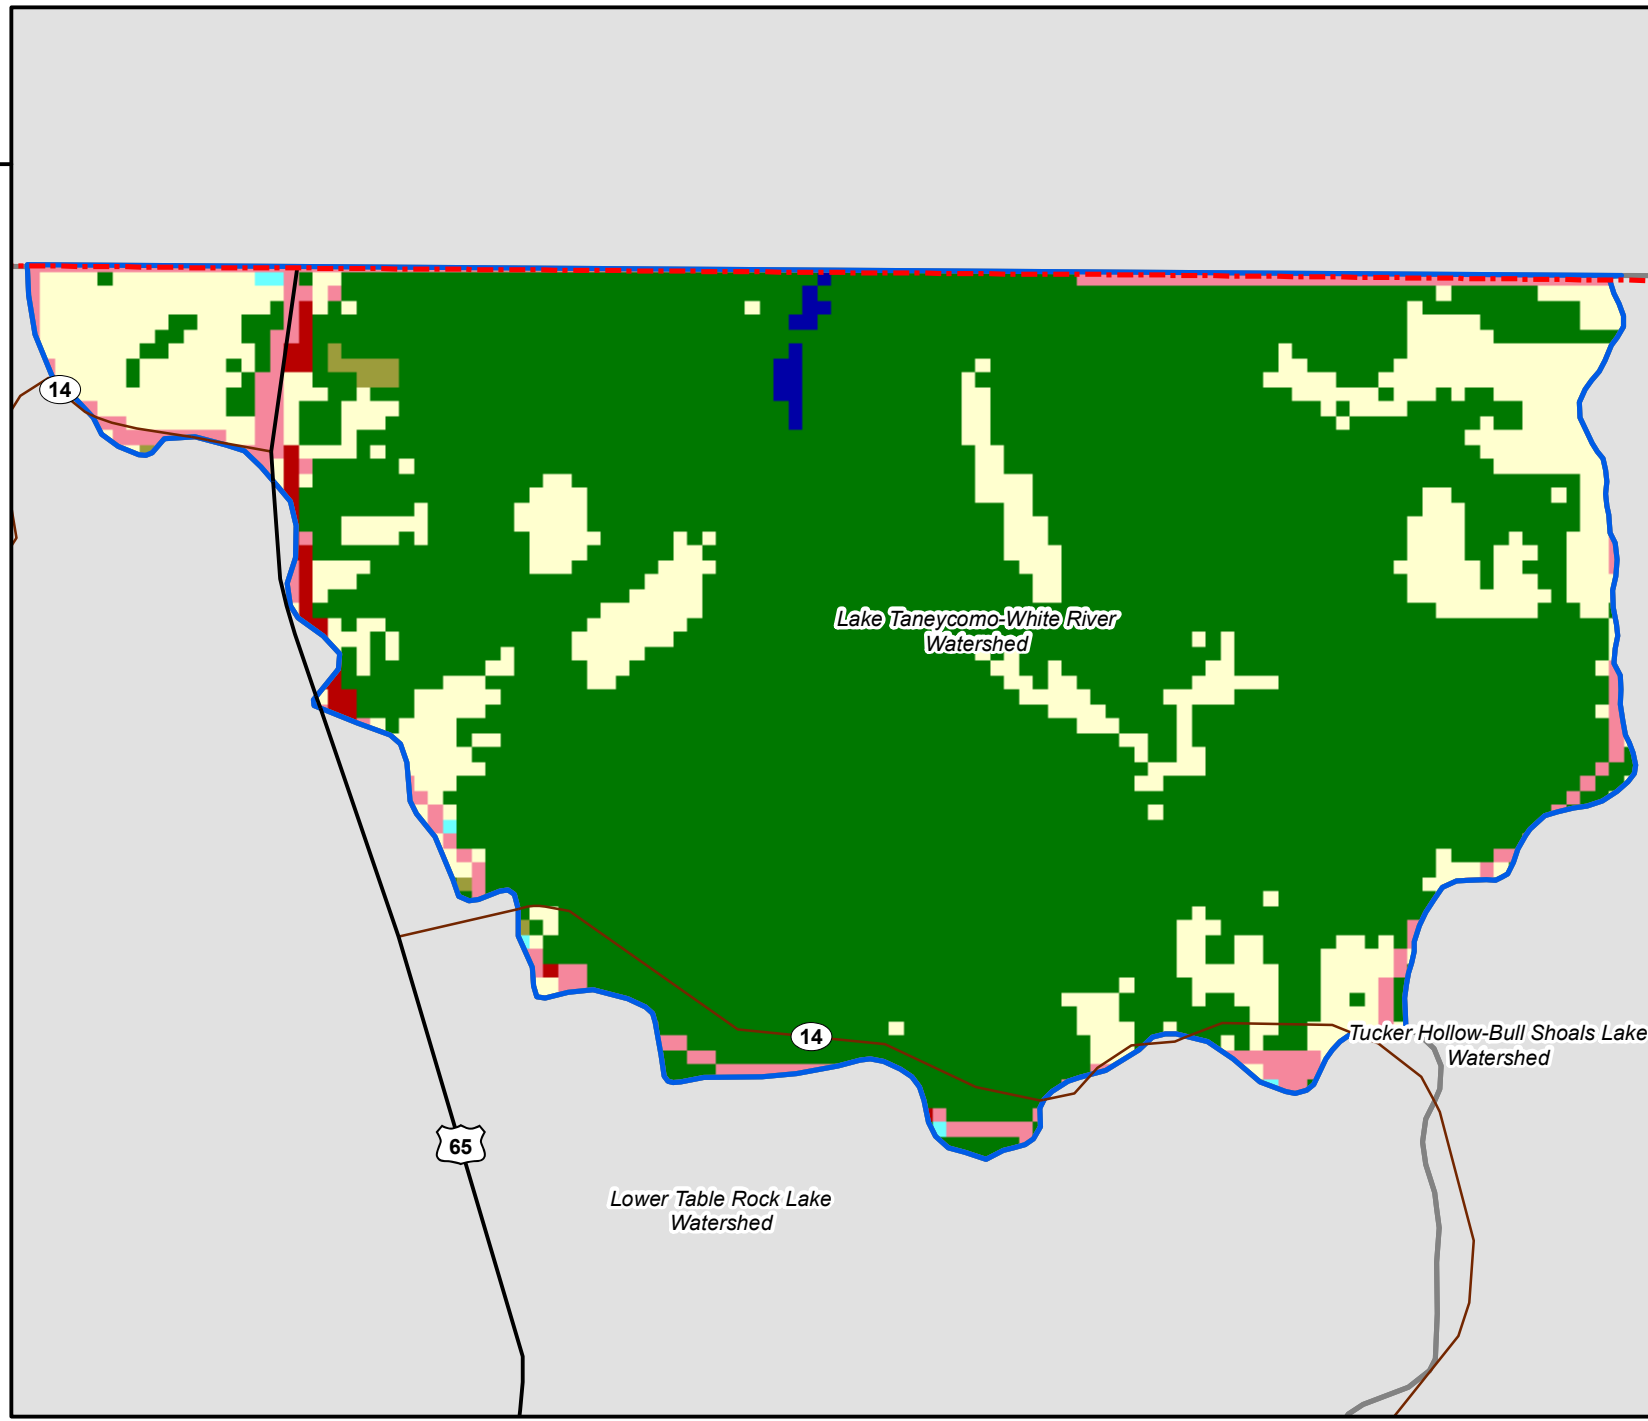 14
Lake Taneycomo-White River
Watershed
14
Tucker Hollow-Bull Shoals Lake
Watershed
65
Lower Table Rock Lake
Watershed